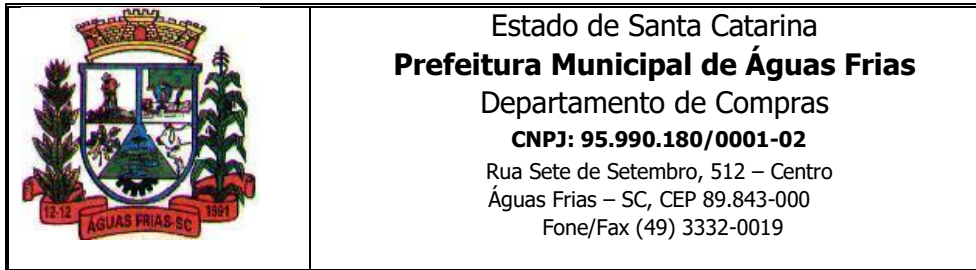 12-12
ÁGUAS FRIAS-SC
1991
Estado de Santa Catarina
Prefeitura Municipal de Águas Frias
Departamento de Compras
CNPJ: 95.990.180/0001-02
Rua Sete de Setembro, 512 – Centro
Águas Frias – SC, CEP 89.843-000
Fone/Fax (49) 3332-0019